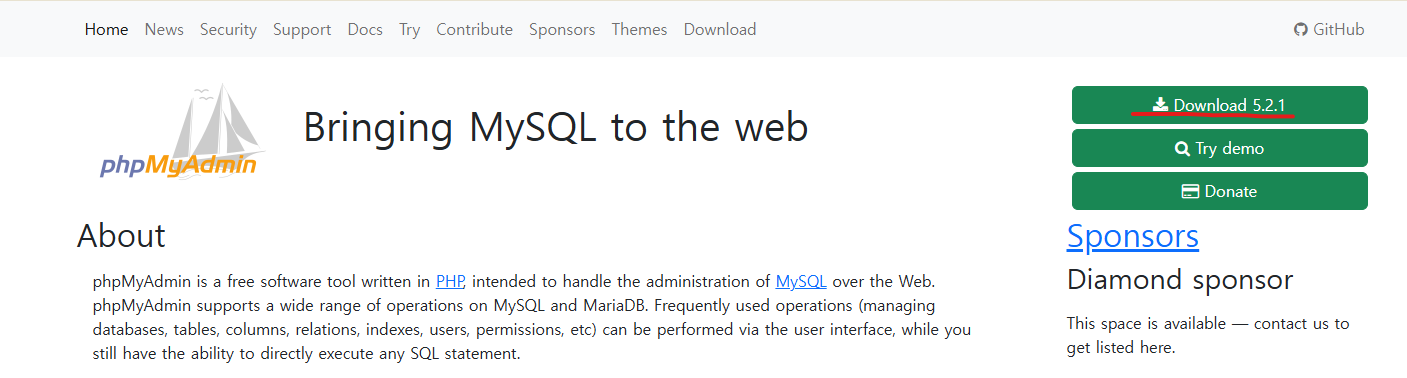 Home News Security Support Docs Try Contribute Sponsors Themes Download GitHub
phpMyAdmin
Bringing MySQL to the web
Download 5.2.1
Try demo
Donate
About
phpMyAdmin is a free software tool written in PHP, intended to handle the administration of MySQL over the Web.
phpMyAdmin supports a wide range of operations on MySQL and MariaDB. Frequently used operations (managing
databases, tables, columns, relations, indexes, users, permissions, etc) can be performed via the user interface, while you
still have the ability to directly execute any SQL statement.
Sponsors
Diamond sponsor
This space is available — contact us to
get listed here.